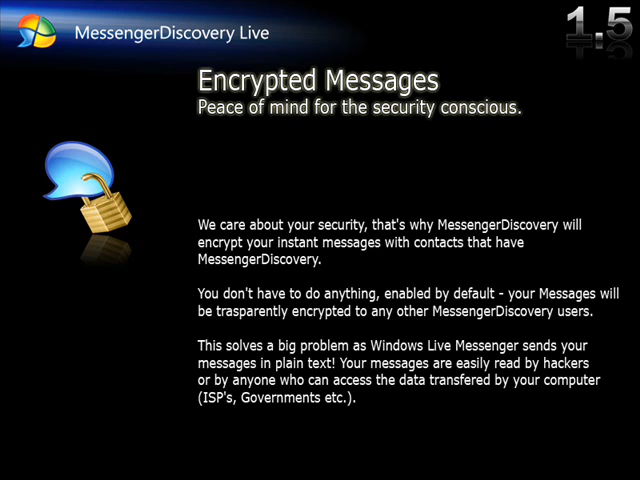 MessengerDiscovery Live
1.5
Encrypted Messages
Peace of mind for the security conscious.
We care about your security, that's why MessengerDiscovery will
encrypt your instant messages with contacts that have
MessengerDiscovery.
You don't have to do anything, enabled by default - your Messages will
be trasparently encrypted to any other MessengerDiscovery users.
This solves a big problem as Windows Live Messenger sends your
messages in plain text! Your messages are easily read by hackers
or by anyone who can access the data transfered by your computer
(ISP's, Governments etc.).